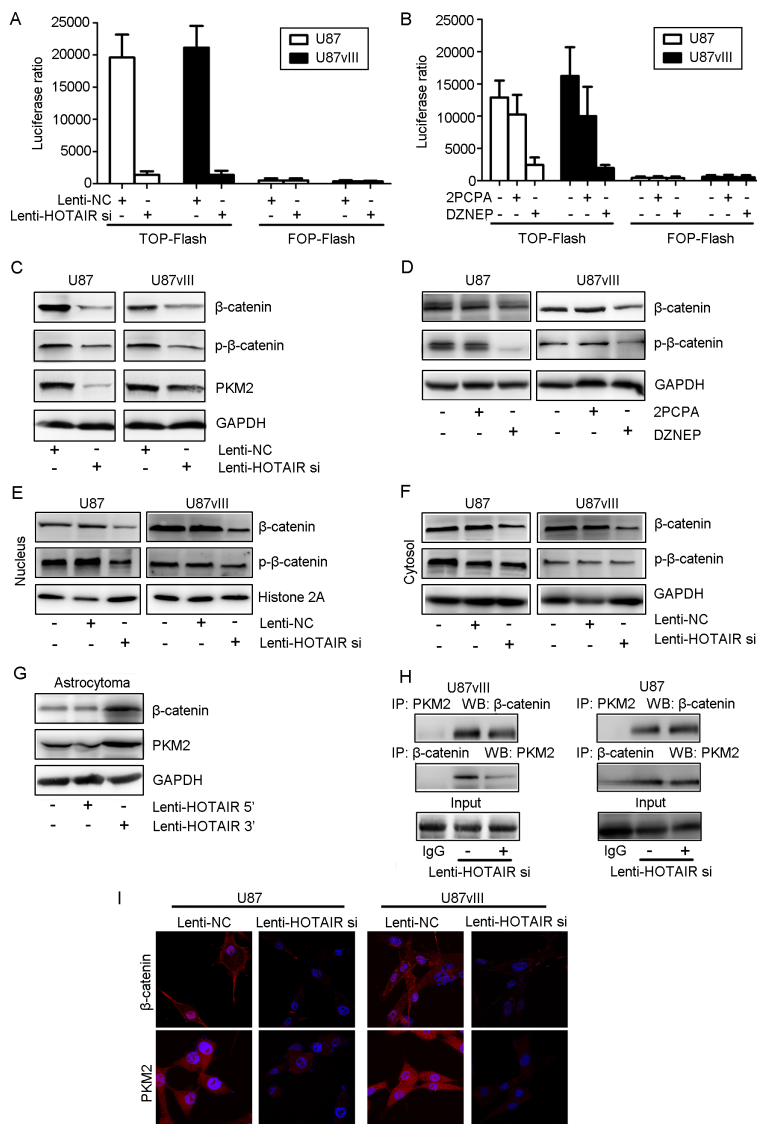 A
U87
U87vIII
Luciferase ratio
25000
20000
15000
10000
5000
0
Lenti-NC + - + - + - + -
Lenti-HOTAIR si - + - + - + - +
TOP-Flash FOP-Flash
B
U87
U87vIII
Luciferase ratio
25000
20000
15000
10000
5000
0
2PCPA - + - - + - - + - - + -
DZNEP - - + - - + - - + - - +
TOP-Flash FOP-Flash
C
U87 U87vIII
β-catenin
p-β-catenin
PKM2
GAPDH
+ - + - Lenti-NC
- + - + Lenti-HOTAIR si
D
U87 U87vIII
β-catenin
p-β-catenin
GAPDH
- + - - + - 2PCPA
- - + - - + DZNEP
E
U87 U87vIII
Nucleus
β-catenin
p-β-catenin
Histone 2A
- + - - + - Lenti-NC
- - + - - + Lenti-HOTAIR si
F
U87 U87vIII
Cytosol
β-catenin
p-β-catenin
GAPDH
- + - - + - Lenti-NC
- - + - - + Lenti-HOTAIR si
G
Astrocytoma
β-catenin
PKM2
GAPDH
- + - Lenti-HOTAIR 5'
- - + Lenti-HOTAIR 3'
H
U87vIII
IP: PKM2 WB: β-catenin
IP: β-catenin WB: PKM2
Input
IgG - +
Lenti-HOTAIR si
U87
IP: PKM2 WB: β-catenin
IP: β-catenin WB: PKM2
Input
IgG - +
Lenti-HOTAIR si
I
U87 U87vIII
Lenti-NC Lenti-HOTAIR si Lenti-NC Lenti-HOTAIR si
β-catenin
PKM2